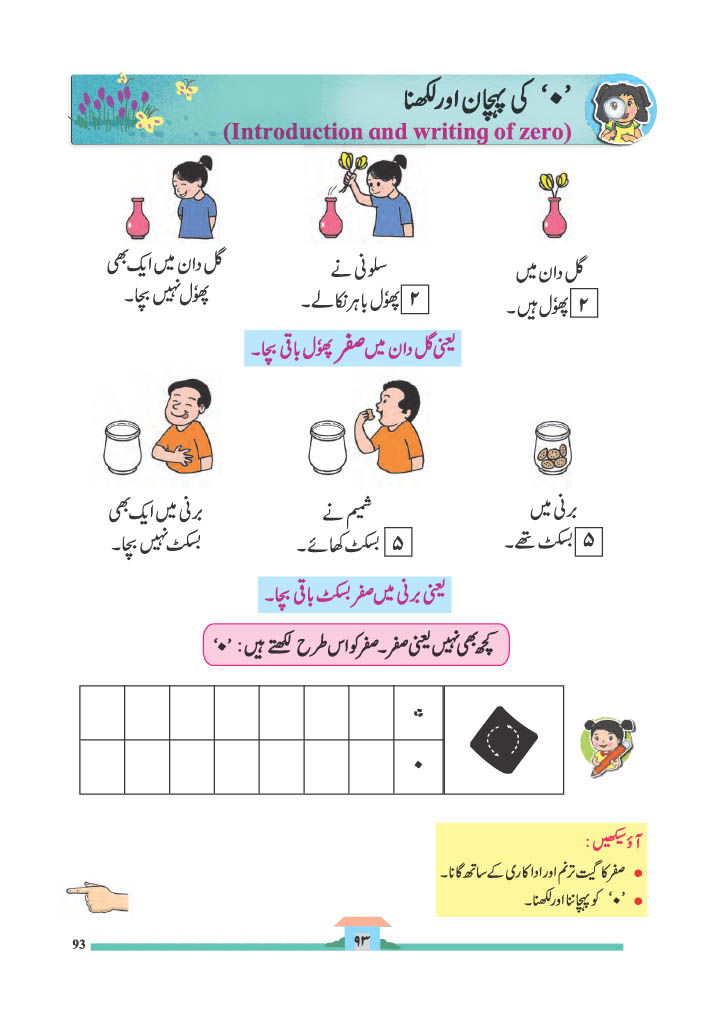 ’۰‘ کی پہچان اور لکھنا
(Introduction and writing of zero)
گل دان میں
۲ پھوٗل ہیں۔
سلونی نے
۲ پھوٗل باہر نکالے۔
گل دان میں ایک بھی
پھوٗل نہیں بچا۔
یعنی گل دان میں صفر پھوٗل باقی بچا۔
برنی میں
۵ بسکٹ تھے۔
شمیم نے
۵ بسکٹ کھائے۔
برنی میں ایک بھی
بسکٹ نہیں بچا۔
یعنی برنی میں صفر بسکٹ باقی بچا۔
کچھ بھی نہیں یعنی صفر۔ صفر کو اس طرح لکھتے ہیں: ’۰‘
۰
۰
آؤ سیکھیں:
• صفر کا گیت ترنم اور اداکاری کے ساتھ گانا۔
• ’۰‘ کو پہچاننا اور لکھنا۔
۹۳
93